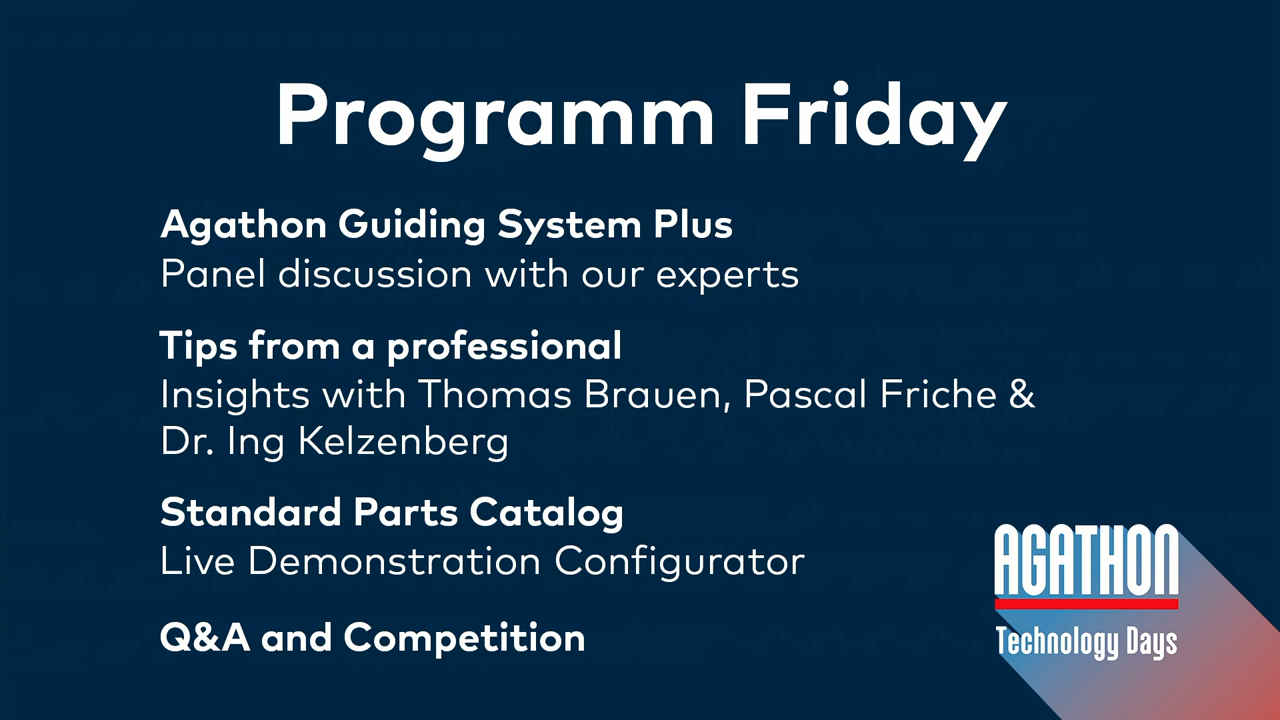 Programm Friday
Agathon Guiding System Plus
Panel discussion with our experts
Tips from a professional
Insights with Thomas Brauen, Pascal Friche &
Dr. Ing Kelzenberg
Standard Parts Catalog
Live Demonstration Configurator
Q&A and Competition
AGATHON
Technology Days